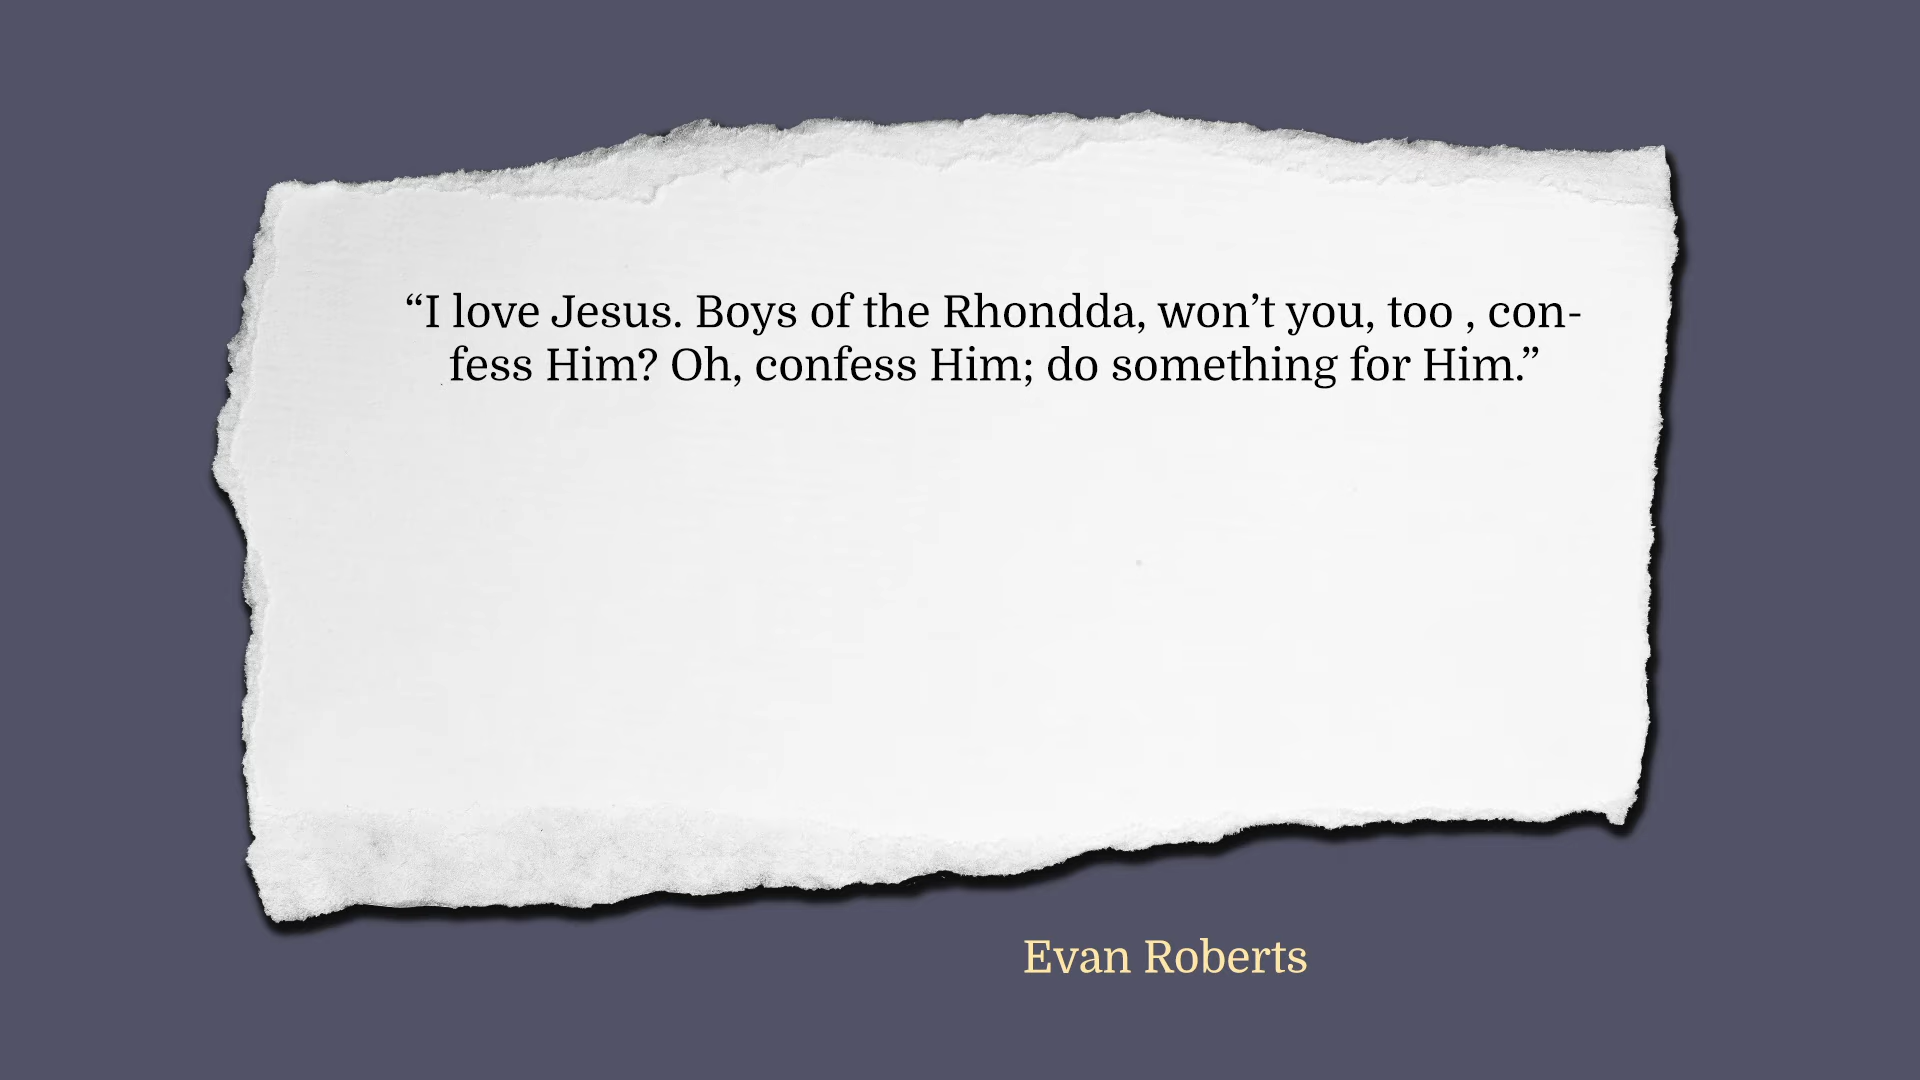 “I love Jesus. Boys of the Rhondda, won’t you, too , con-
fess Him? Oh, confess Him; do something for Him.”
Evan Roberts